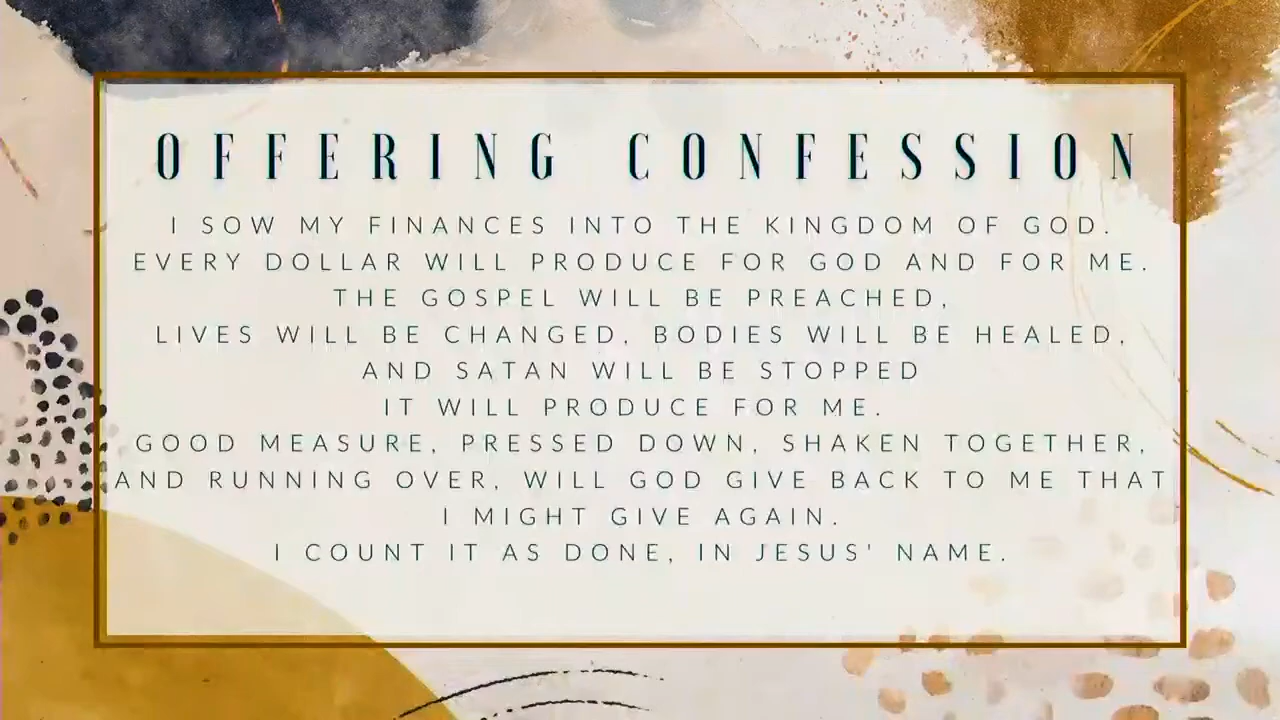 OFFERING CONFESSION
I SOW MY FINANCES INTO THE KINGDOM OF GOD.
EVERY DOLLAR WILL PRODUCE FOR GOD AND FOR ME.
THE GOSPEL WILL BE PREACHED,
LIVES WILL BE CHANGED, BODIES WILL BE HEALED,
AND SATAN WILL BE STOPPED
IT WILL PRODUCE FOR ME.
GOOD MEASURE, PRESSED DOWN, SHAKEN TOGETHER,
AND RUNNING OVER, WILL GOD GIVE BACK TO ME THAT
I MIGHT GIVE AGAIN.
I COUNT IT AS DONE, IN JESUS' NAME.